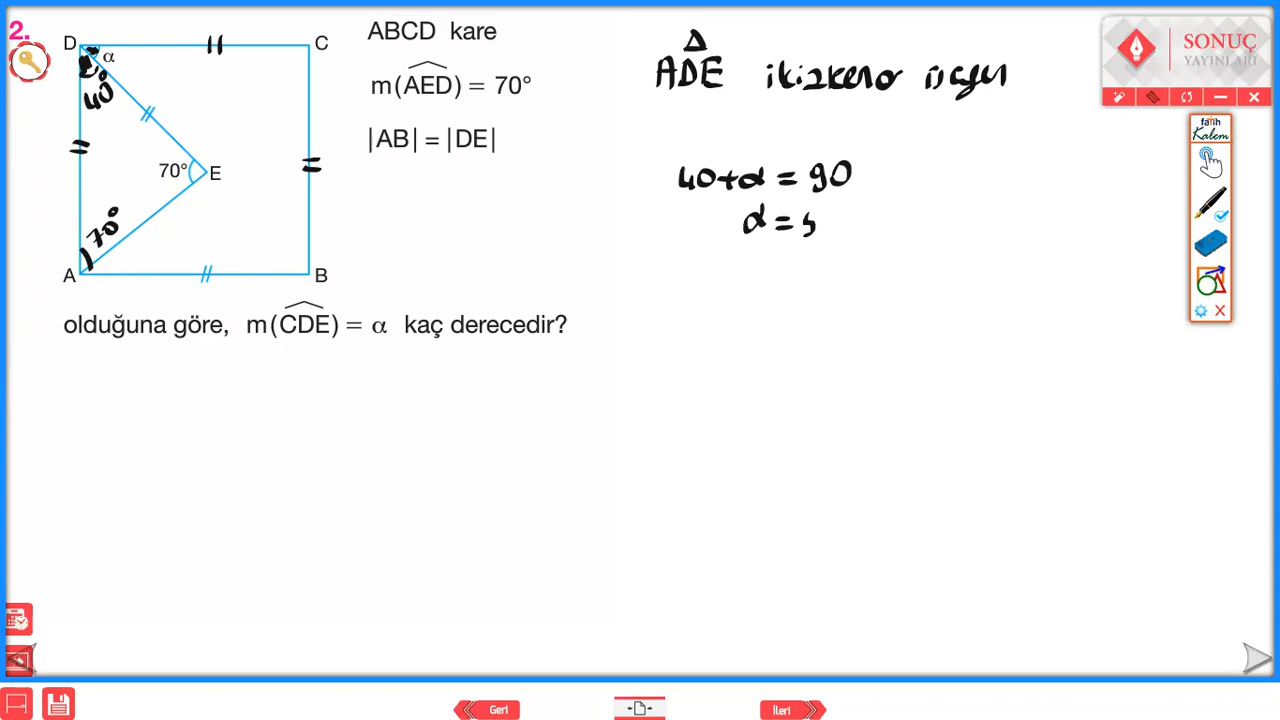 2.
D
α
C
40°
70°
E
70°
A
B
ABCD kare
m(AED) = 70°
|AB| = |DE|
olduğuna göre, m(CDE) = α kaç derecedir?
ADE ikizkenar üçgen
40+α = 90
α = 5
SONUÇ
YAYINLARI
fatih
Kalem
Geri
İleri